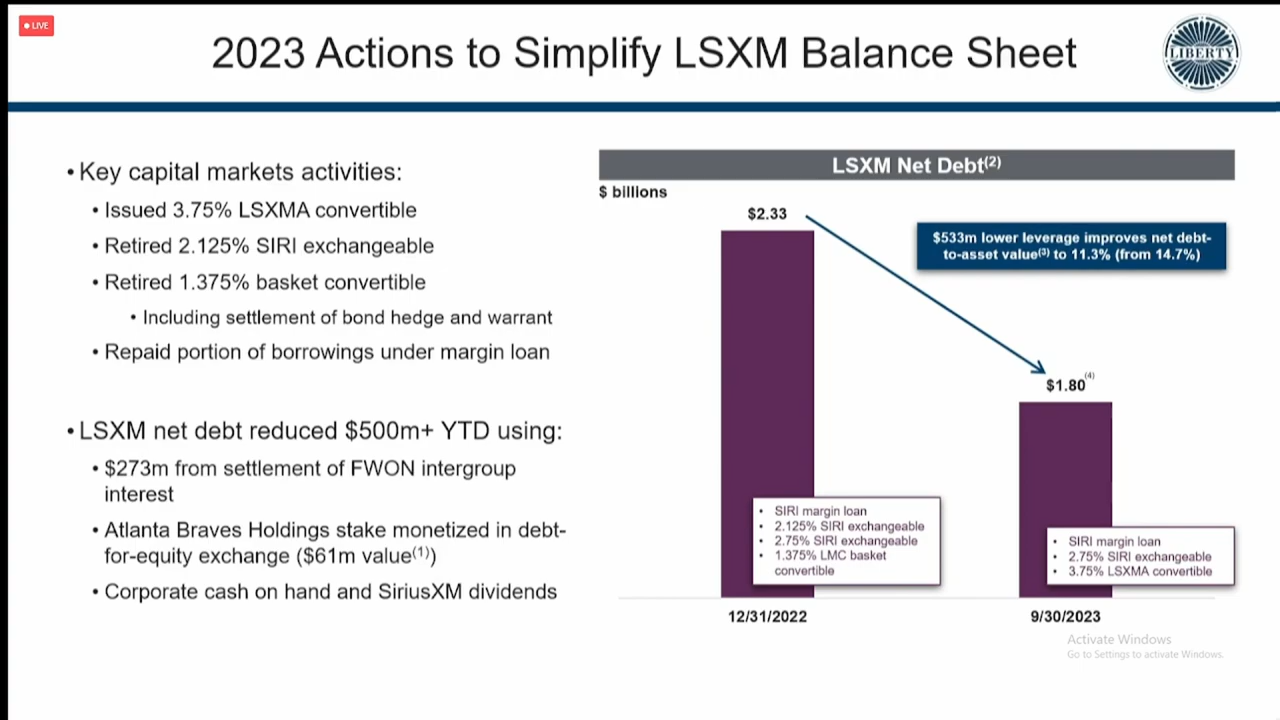 LIVE
2023 Actions to Simplify LSXM Balance Sheet
LIBERTY
• Key capital markets activities:
• Issued 3.75% LSXMA convertible
• Retired 2.125% SIRI exchangeable
• Retired 1.375% basket convertible
• Including settlement of bond hedge and warrant
• Repaid portion of borrowings under margin loan
• LSXM net debt reduced $500m+ YTD using:
• $273m from settlement of FWON intergroup
interest
• Atlanta Braves Holdings stake monetized in debt-
for-equity exchange ($61m value(1))
• Corporate cash on hand and SiriusXM dividends
LSXM Net Debt(2)
$ billions
$2.33
$533m lower leverage improves net debt-
to-asset value(3) to 11.3% (from 14.7%)
$1.80(4)
• SIRI margin loan
• 2.125% SIRI exchangeable
• 2.75% SIRI exchangeable
• 1.375% LMC basket
convertible
• SIRI margin loan
• 2.75% SIRI exchangeable
• 3.75% LSXMA convertible
12/31/2022
9/30/2023
Activate Windows
Go to Settings to activate Windows.